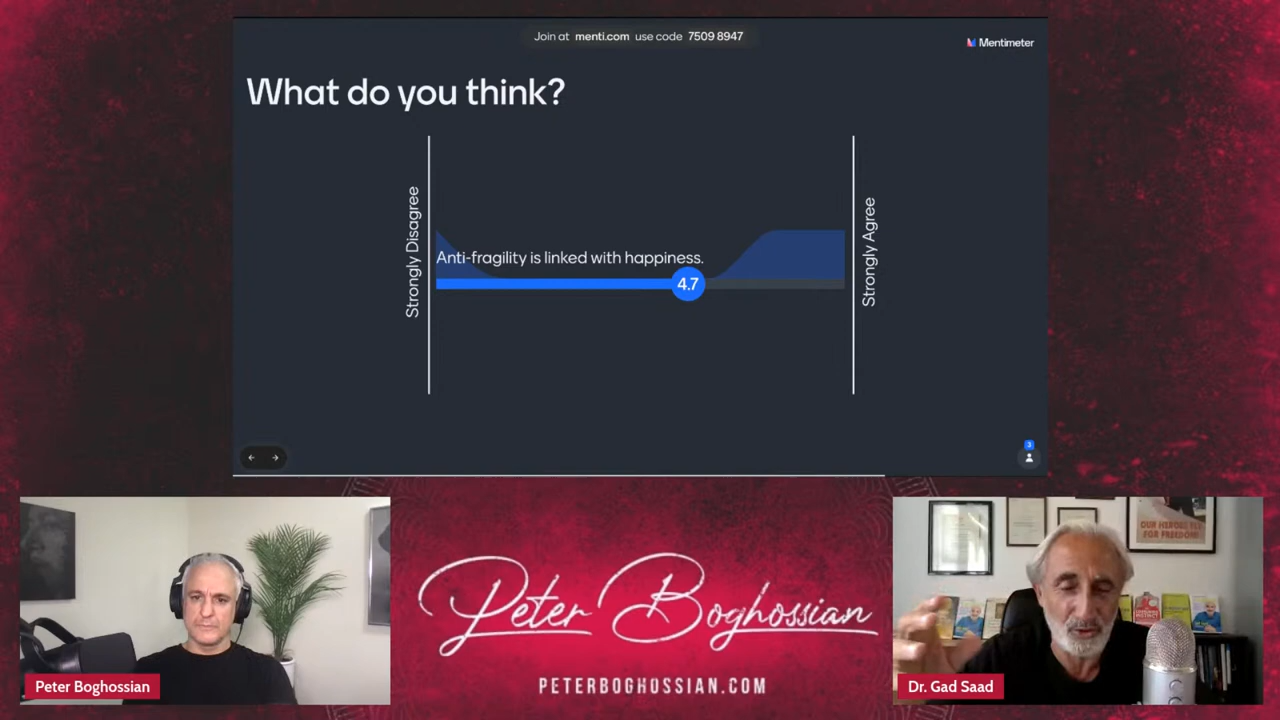 Join at menti.com use code 7509 8947
Mentimeter
What do you think?
Strongly Disagree
Anti-fragility is linked with happiness.
4.7
Strongly Agree
3
OUR HEROES
FOR FREEDOM!
Peter Boghossian
PETERBOGHOSSIAN.COM
Peter Boghossian
Dr. Gad Saad